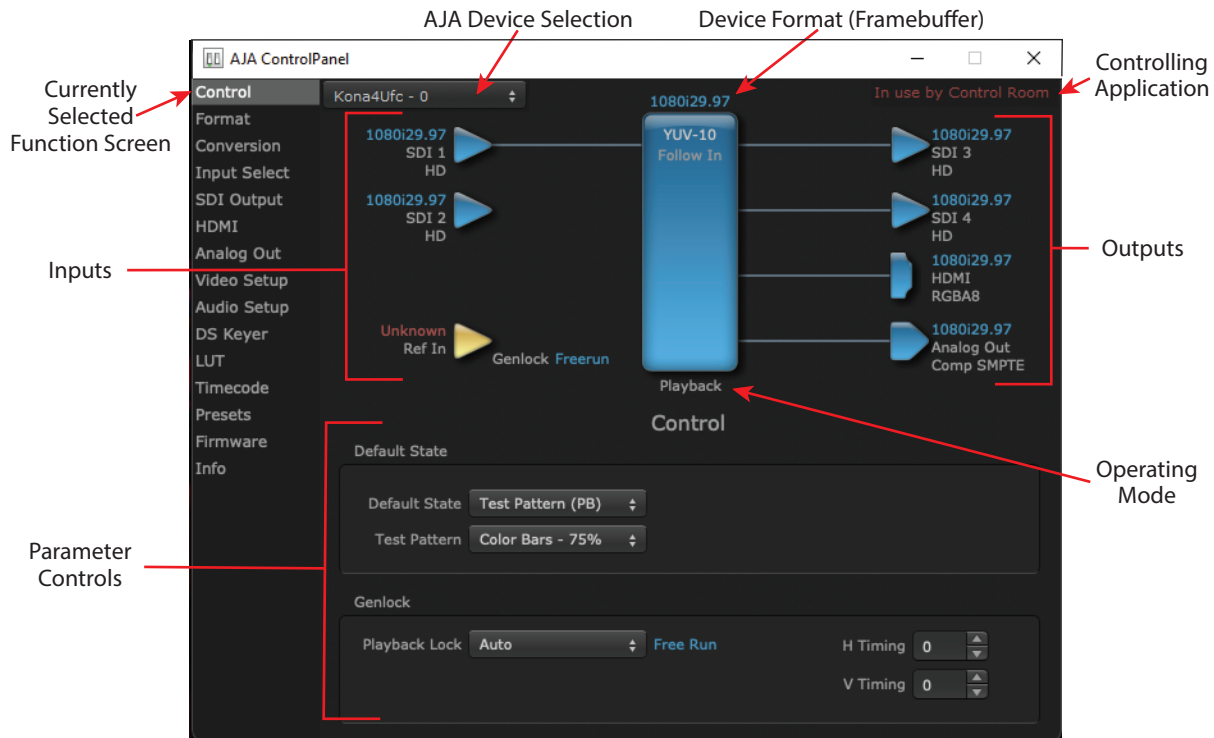 AJA Device Selection
Device Format (Framebuffer)
AJA ControlPanel
Currently
Selected
Function Screen
Controlling
Application
Control
Format
Conversion
Input Select
SDI Output
HDMI
Analog Out
Video Setup
Audio Setup
DS Keyer
LUT
Timecode
Presets
Firmware
Info
Kona4Ufc - 0
1080i29.97
In use by Control Room
YUV-10
Follow In
1080i29.97
SDI 1
HD
1080i29.97
SDI 2
HD
Unknown
Ref In
Genlock Freerun
1080i29.97
SDI 3
HD
1080i29.97
SDI 4
HD
1080i29.97
HDMI
RGBA8
1080i29.97
Analog Out
Comp SMPTE
Inputs
Outputs
Playback
Control
Operating
Mode
Parameter
Controls
Default State
Default State Test Pattern (PB)
Test Pattern Color Bars - 75%
Genlock
Playback Lock Auto Free Run
H Timing 0
V Timing 0